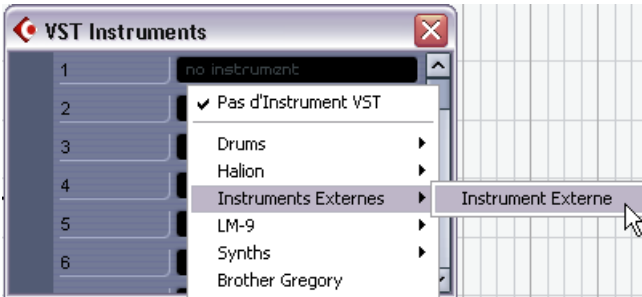 VST Instruments
1 no instrument
✔ Pas d'Instrument VST
2
Drums
3
Halion
4
Instruments Externes Instrument Externe
5 LM-9
Synths
6
Brother Gregory